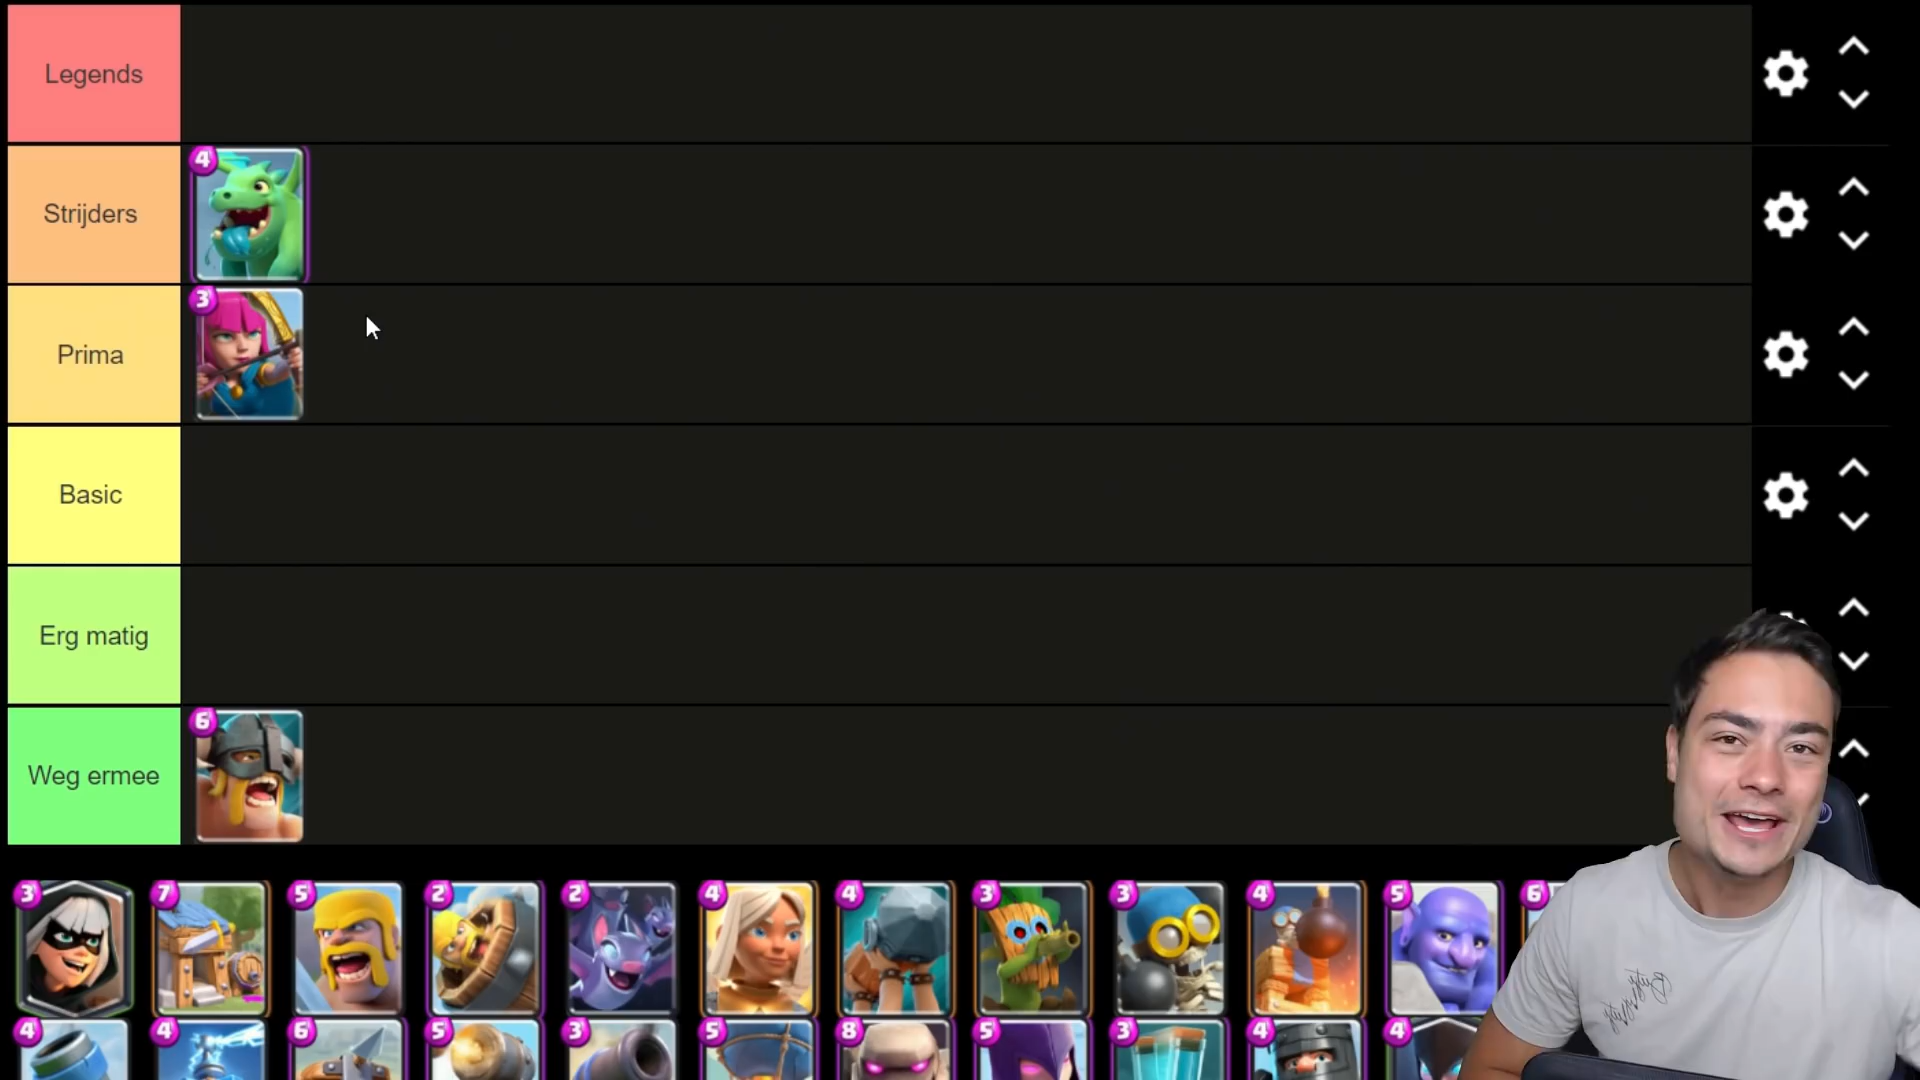 Legends
4
Strijders
3
Prima
Basic
Erg matig
6
Weg ermee
3 7 5 2 2 4 4 3 3 4 5 6
4 4 6 5 3 5 8 5 3 4 4